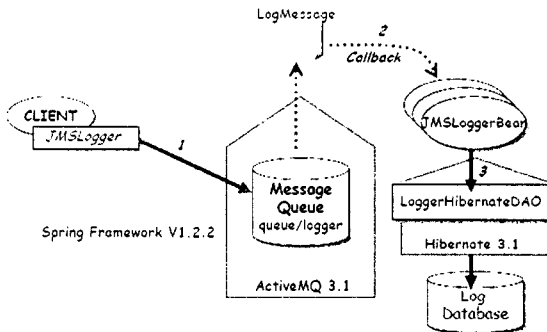 LogMessage
2
Callback
CLIENT
JMSLogger
1
JMSLoggerBean
Message
Queue
queue/logger
3
LoggerHibernateDAO
Spring Framework V1.2.2
Hibernate 3.1
ActiveMQ 3.1
Log
Database